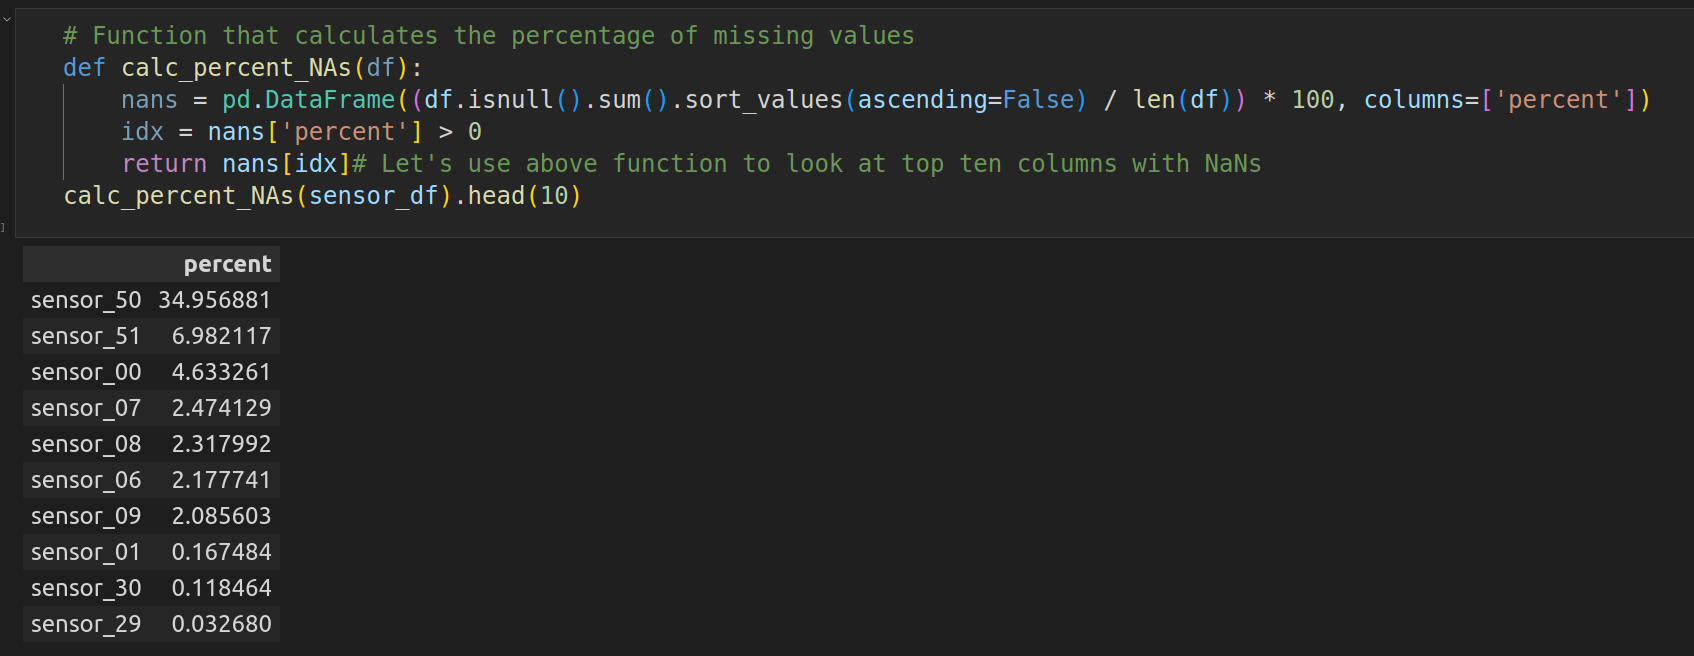 # Function that calculates the percentage of missing values
def calc_percent_NAs(df):
nans = pd.DataFrame((df.isnull().sum().sort_values(ascending=False) / len(df)) * 100, columns=['percent'])
idx = nans['percent'] > 0
return nans[idx]# Let's use above function to look at top ten columns with NaNs
calc_percent_NAs(sensor_df).head(10)
]
percent
sensor_50 34.956881
sensor_51 6.982117
sensor_00 4.633261
sensor_07 2.474129
sensor_08 2.317992
sensor_06 2.177741
sensor_09 2.085603
sensor_01 0.167484
sensor_30 0.118464
sensor_29 0.032680